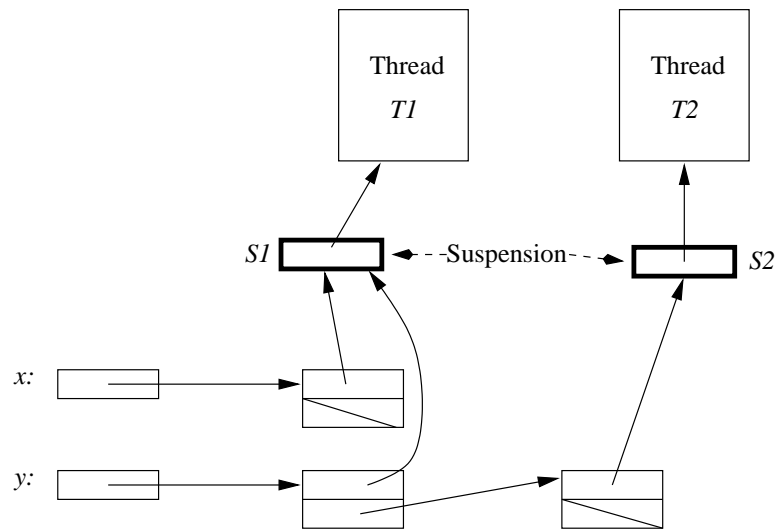 Thread
T1
Thread
T2
S1
Suspension
S2
x:
y: